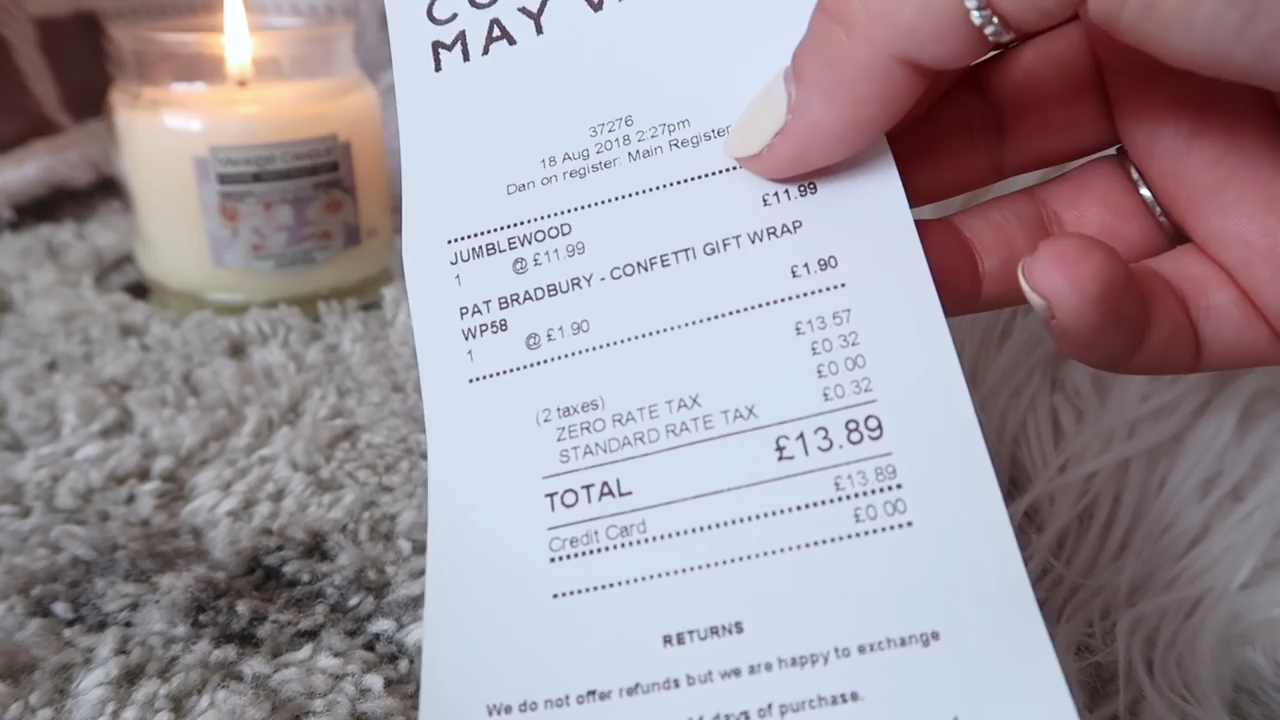 MAY
37276
18 Aug 2018 2:27pm
Dan on register: Main Register
JUMBLEWOOD £11.99
1 @ £11.99
PAT BRADBURY - CONFETTI GIFT WRAP
WP58 £1.90
1 @ £1.90
£13.57
(2 taxes) £0.32
ZERO RATE TAX £0.00
STANDARD RATE TAX £0.32
TOTAL £13.89
Credit Card £13.89
£0.00
RETURNS
We do not offer refunds but we are happy to exchange
days of purchase.
YANKEE CANDLE